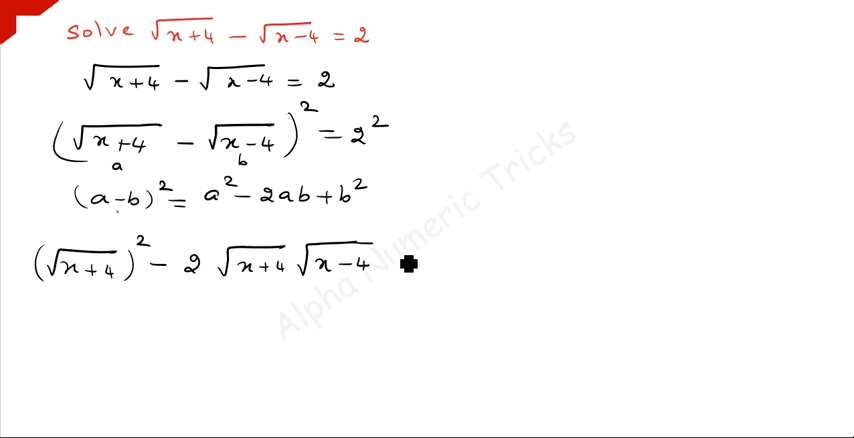 Solve √x+4 − √x−4 = 2
√x+4 − √x−4 = 2
(√x+4 − √x−4)² = 2²
a b
(a−b)² = a² − 2ab + b²
(√x+4)² − 2 √x+4 √x−4
Alpha Numeric Tricks